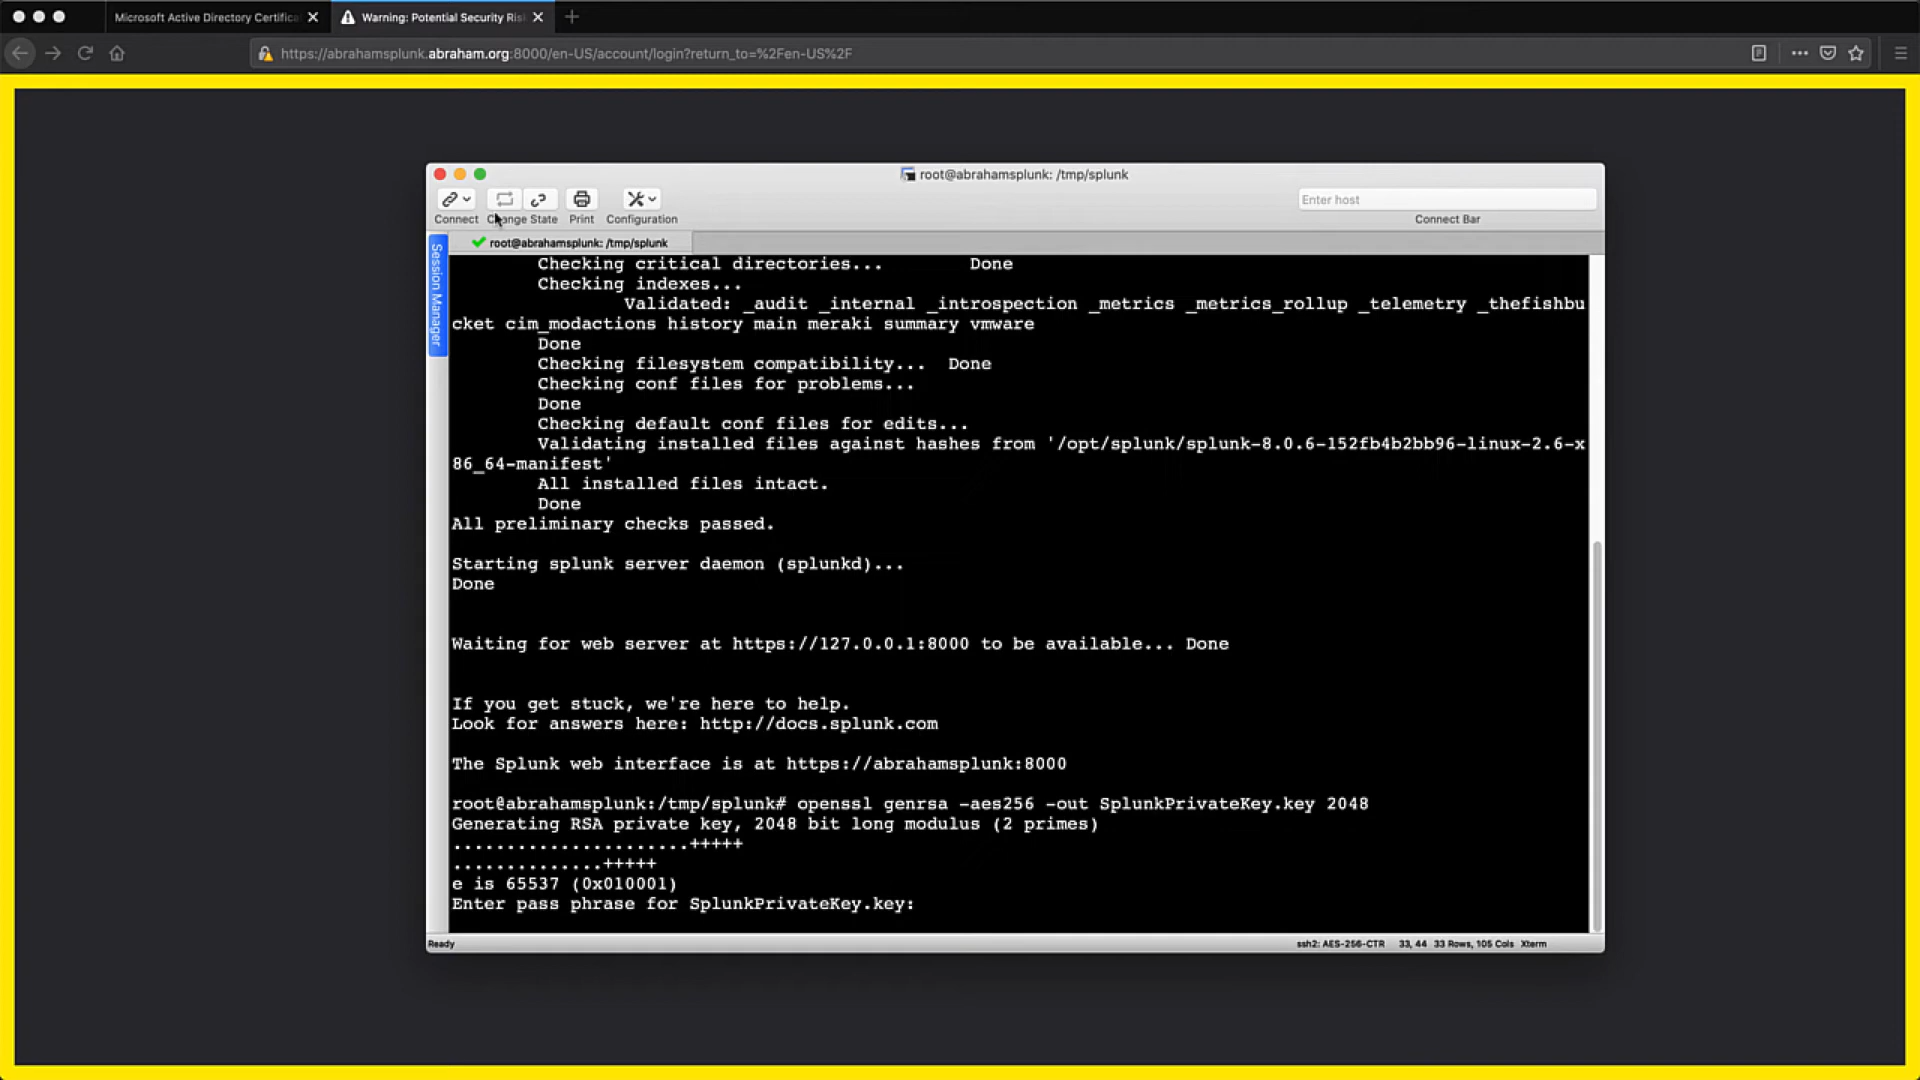 Microsoft Active Directory Certifica
Warning: Potential Security Ris
https://abrahamsplunk.abraham.org:8000/en-US/account/login?return_to=%2Fen-US%2F
root@abrahamsplunk: /tmp/splunk
Enter host
Connect
Change State
Print
Configuration
Connect Bar
root@abrahamsplunk: /tmp/splunk
Session Manager
Checking critical directories... Done
Checking indexes...
Validated: _audit _internal _introspection _metrics _metrics_rollup _telemetry _thefishbu
cket cim_modactions history main meraki summary vmware
Done
Checking filesystem compatibility... Done
Checking conf files for problems...
Done
Checking default conf files for edits...
Validating installed files against hashes from '/opt/splunk/splunk-8.0.6-152fb4b2bb96-linux-2.6-x
86_64-manifest'
All installed files intact.
Done
All preliminary checks passed.
Starting splunk server daemon (splunkd)...
Done
Waiting for web server at https://127.0.0.1:8000 to be available... Done
If you get stuck, we're here to help.
Look for answers here: http://docs.splunk.com
The Splunk web interface is at https://abrahamsplunk:8000
root@abrahamsplunk:/tmp/splunk# openssl genrsa -aes256 -out SplunkPrivateKey.key 2048
Generating RSA private key, 2048 bit long modulus (2 primes)
......................+++++
..............+++++
e is 65537 (0x010001)
Enter pass phrase for SplunkPrivateKey.key:
Ready
ssh2: AES-256-CTR 33, 44 33 Rows, 105 Cols Xterm